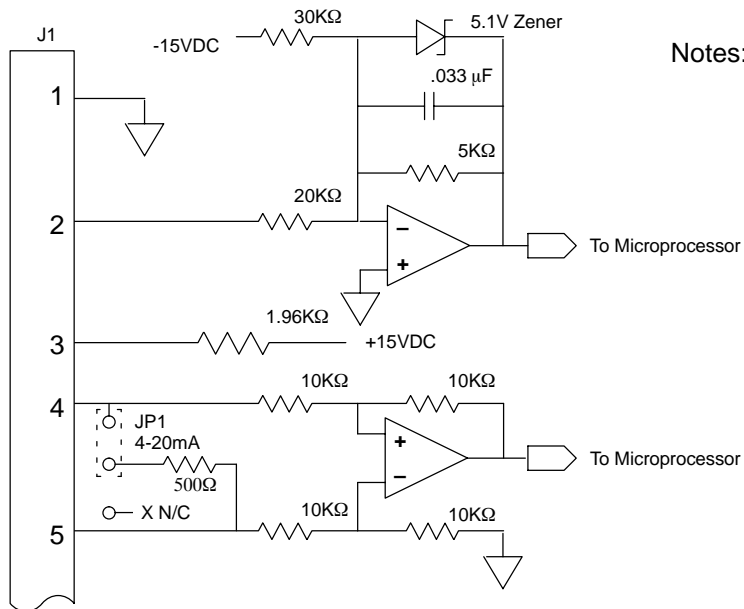 J1
30KΩ
5.1V Zener
-15VDC
Notes:
.033 µF
1
5KΩ
20KΩ
2
−
+
To Microprocessor
1.96KΩ
3
+15VDC
10KΩ
10KΩ
4
JP1
4-20mA
+
−
To Microprocessor
500Ω
X N/C
10KΩ
10KΩ
5